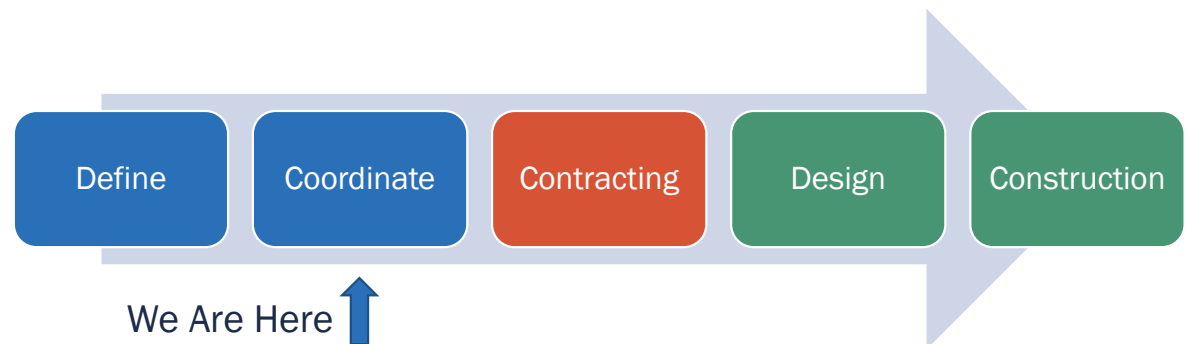 Define
Coordinate
Contracting
Design
Construction
We Are Here